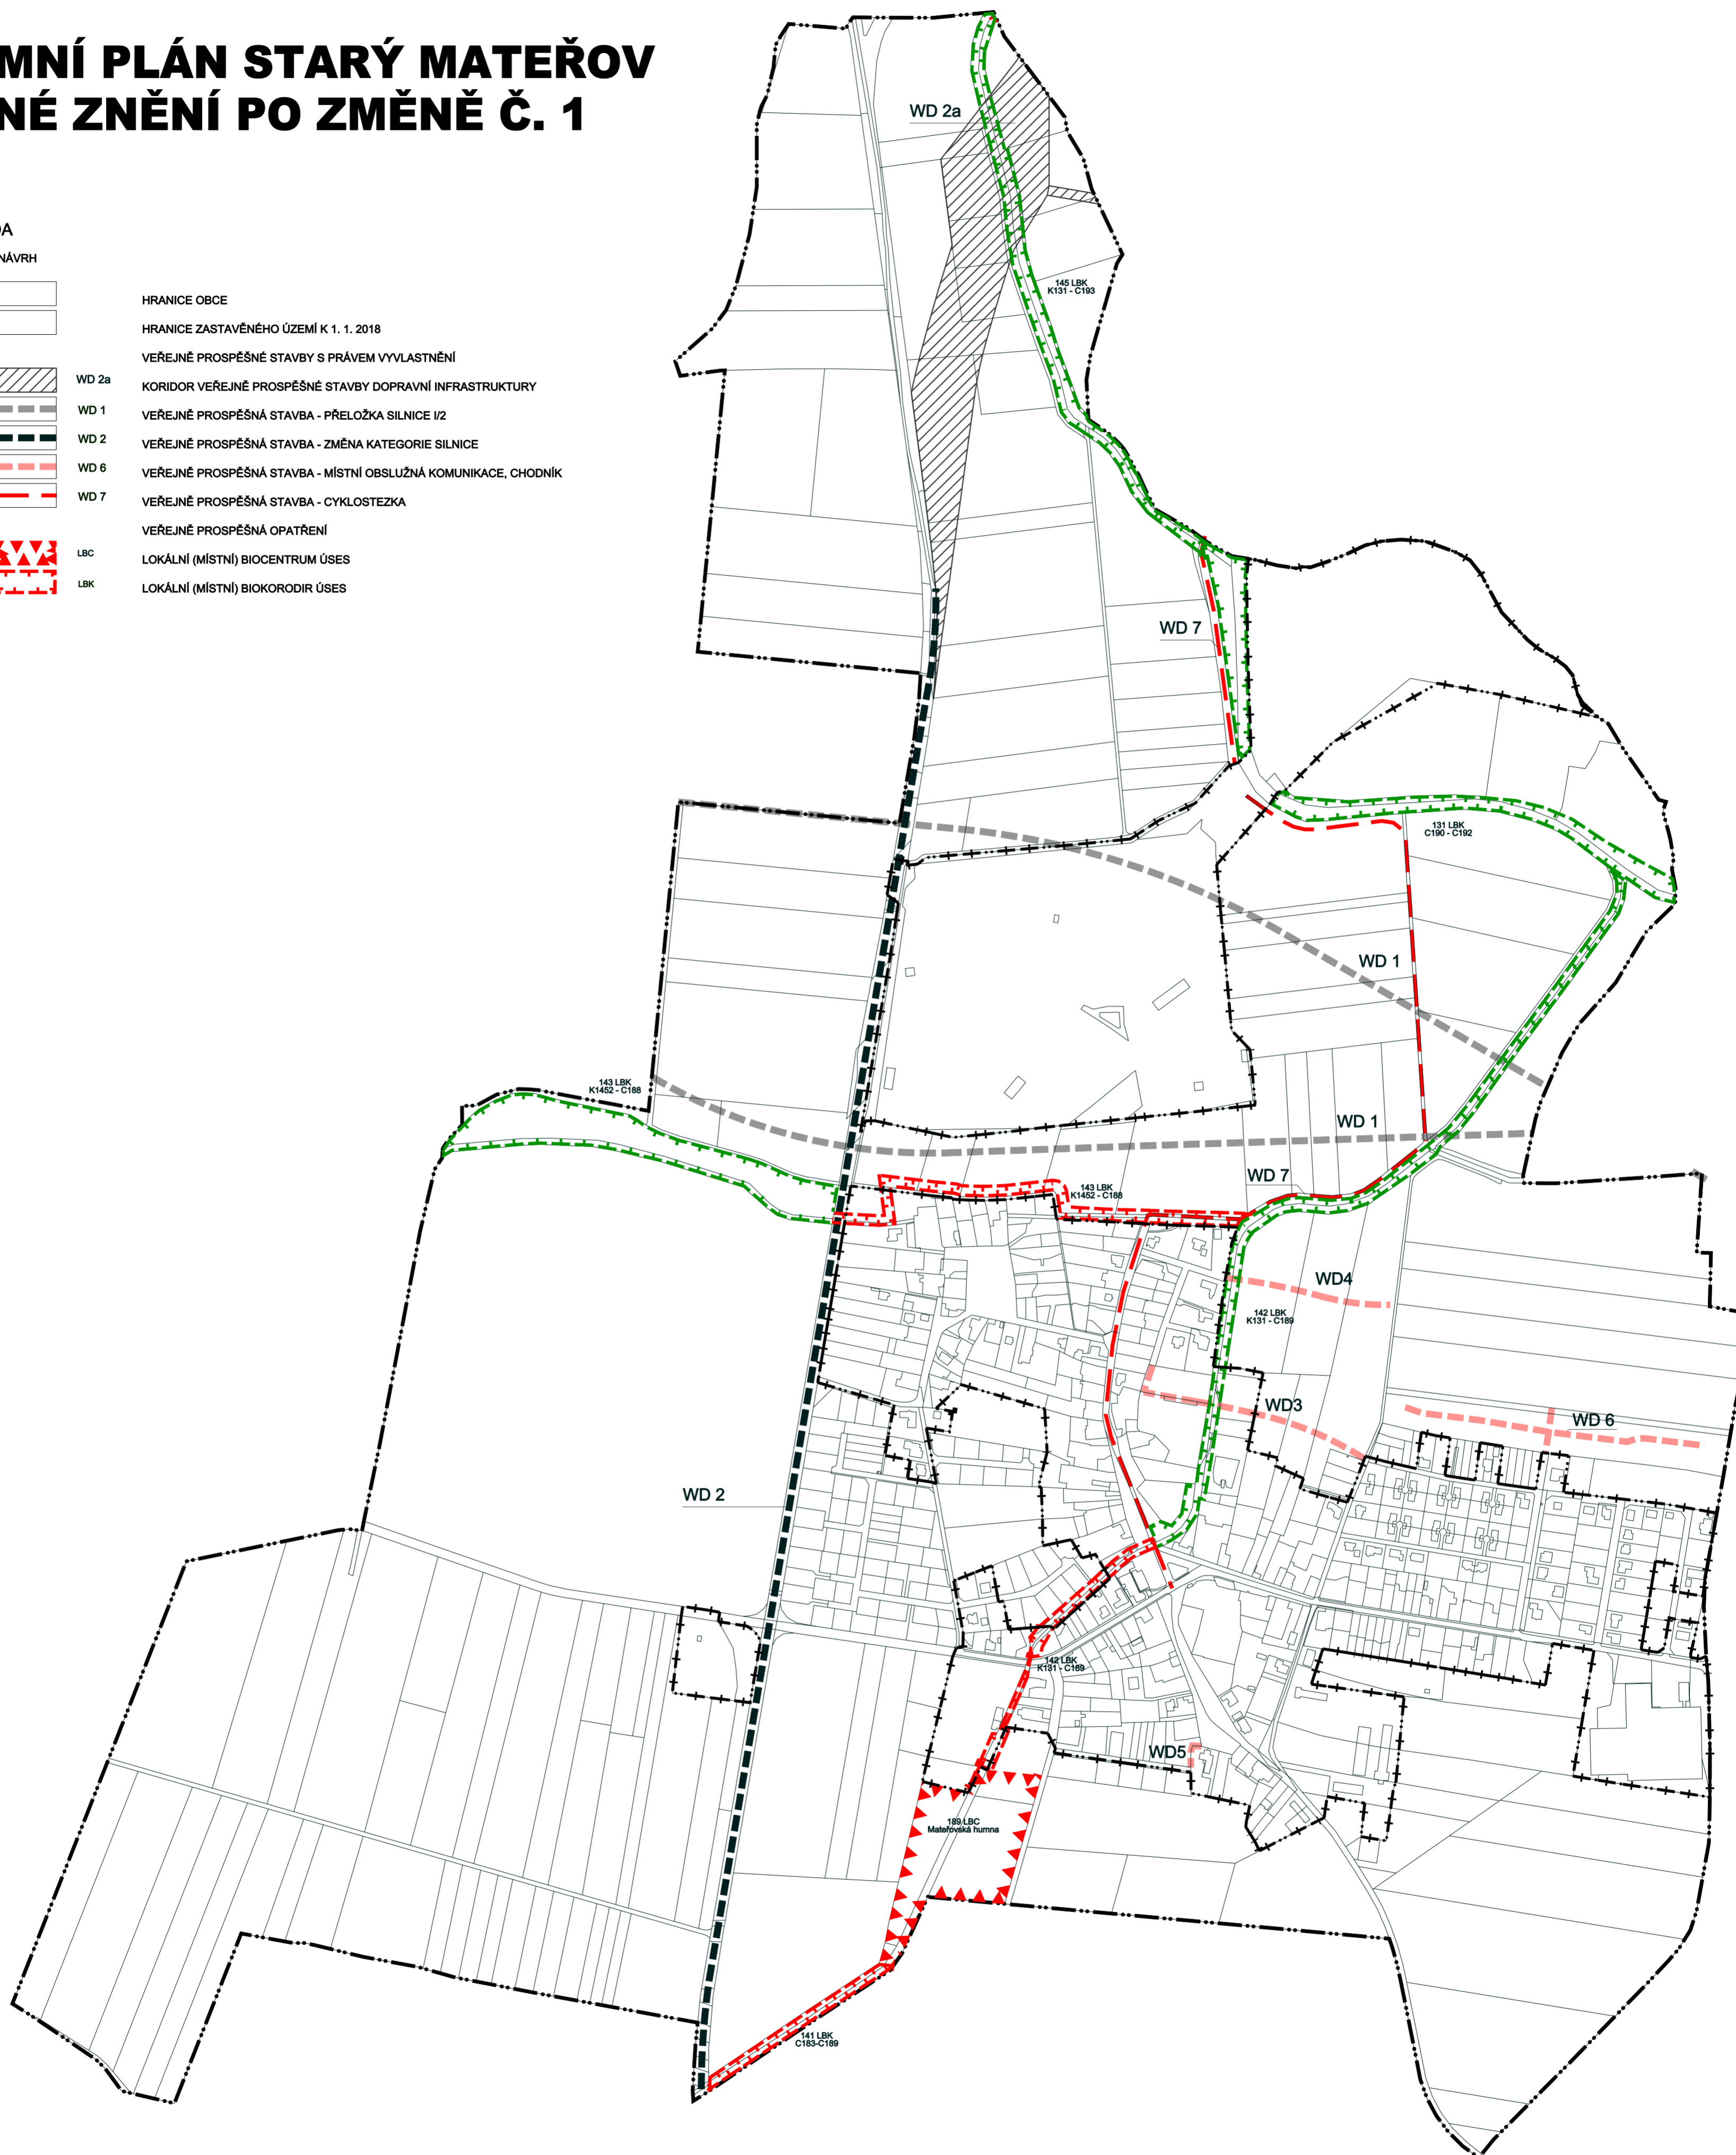 MNÍ PLÁN STARÝ MATEŘOV
NÉ ZNĚNÍ PO ZMĚNĚ Č. 1
DA
NÁVRH
HRANICE OBCE
HRANICE ZASTAVĚNÉHO ÚZEMÍ K 1. 1. 2018
VEŘEJNĚ PROSPĚŠNÉ STAVBY S PRÁVEM VYVLASTNĚNÍ
WD 2a KORIDOR VEŘEJNĚ PROSPĚŠNÉ STAVBY DOPRAVNÍ INFRASTRUKTURY
WD 1 VEŘEJNĚ PROSPĚŠNÁ STAVBA - PŘELOŽKA SILNICE I/2
WD 2 VEŘEJNĚ PROSPĚŠNÁ STAVBA - ZMĚNA KATEGORIE SILNICE
WD 6 VEŘEJNĚ PROSPĚŠNÁ STAVBA - MÍSTNÍ OBSLUŽNÁ KOMUNIKACE, CHODNÍK
WD 7 VEŘEJNĚ PROSPĚŠNÁ STAVBA - CYKLOSTEZKA
VEŘEJNĚ PROSPĚŠNÁ OPATŘENÍ
LBC LOKÁLNÍ (MÍSTNÍ) BIOCENTRUM ÚSES
LBK LOKÁLNÍ (MÍSTNÍ) BIOKORODIR ÚSES
WD 2a
145 LBK
K131 - C193
WD 7
131 LBK
C190 - C192
WD 1
143 LBK
K1452 - C188
WD 1
WD 7
143 LBK
K1452 - C188
WD4
142 LBK
K131 - C189
WD3
WD 6
WD 2
142 LBK
K131 - C189
WD5
189 LBC
Mateřovská humna
141 LBK
C183-C189